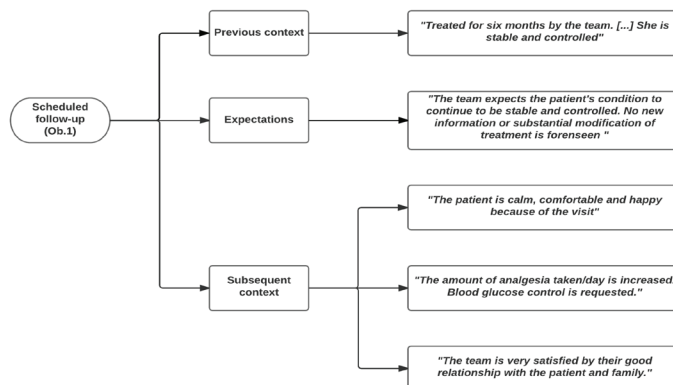 Previous context
"Treated for six months by the team. [...] She is
stable and controlled"
Scheduled
follow-up
(Ob.1)
Expectations
"The team expects the patient's condition to
continue to be stable and controlled. No new
information or substantial modification of
treatment is forenseen "
Subsequent
context
"The patient is calm, comfortable and happy
because of the visit"
"The amount of analgesia taken/day is increased.
Blood glucose control is requested."
"The team is very satisfied by their good
relationship with the patient and family."